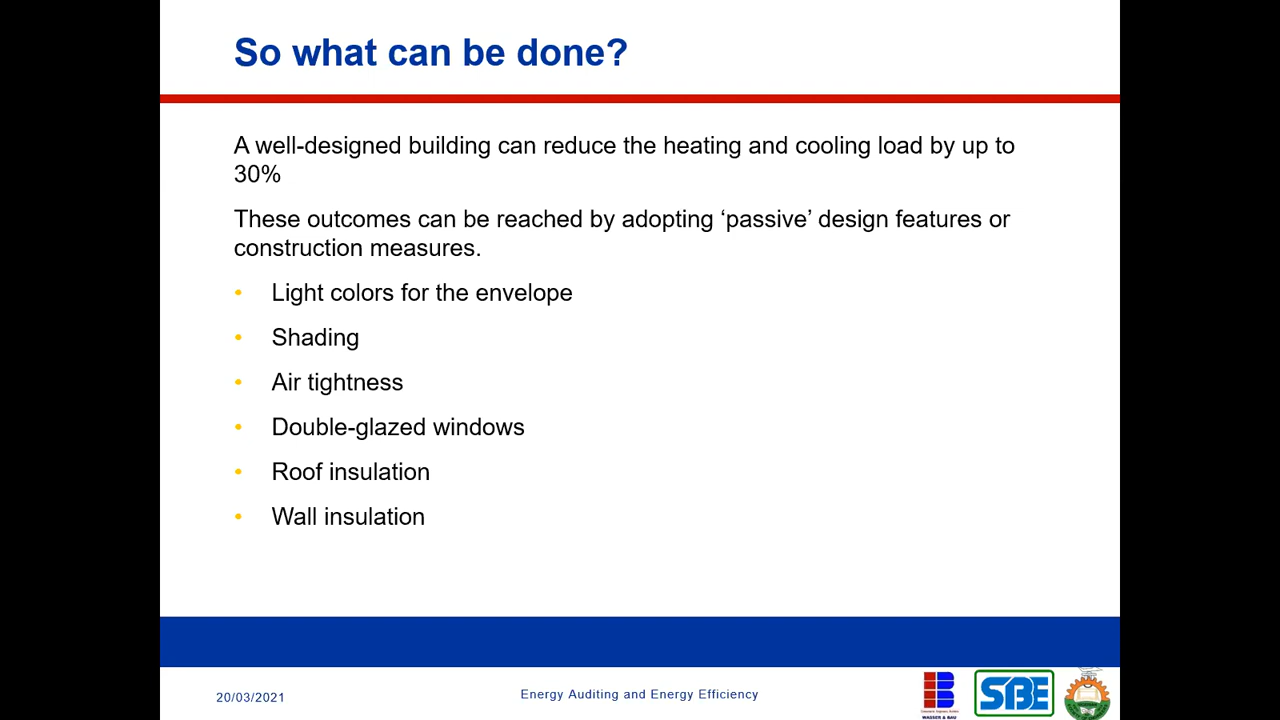 So what can be done?
A well-designed building can reduce the heating and cooling load by up to
30%
These outcomes can be reached by adopting ‘passive’ design features or
construction measures.
• Light colors for the envelope
• Shading
• Air tightness
• Double-glazed windows
• Roof insulation
• Wall insulation
20/03/2021
Energy Auditing and Energy Efficiency
WASSER & BAU
SBE